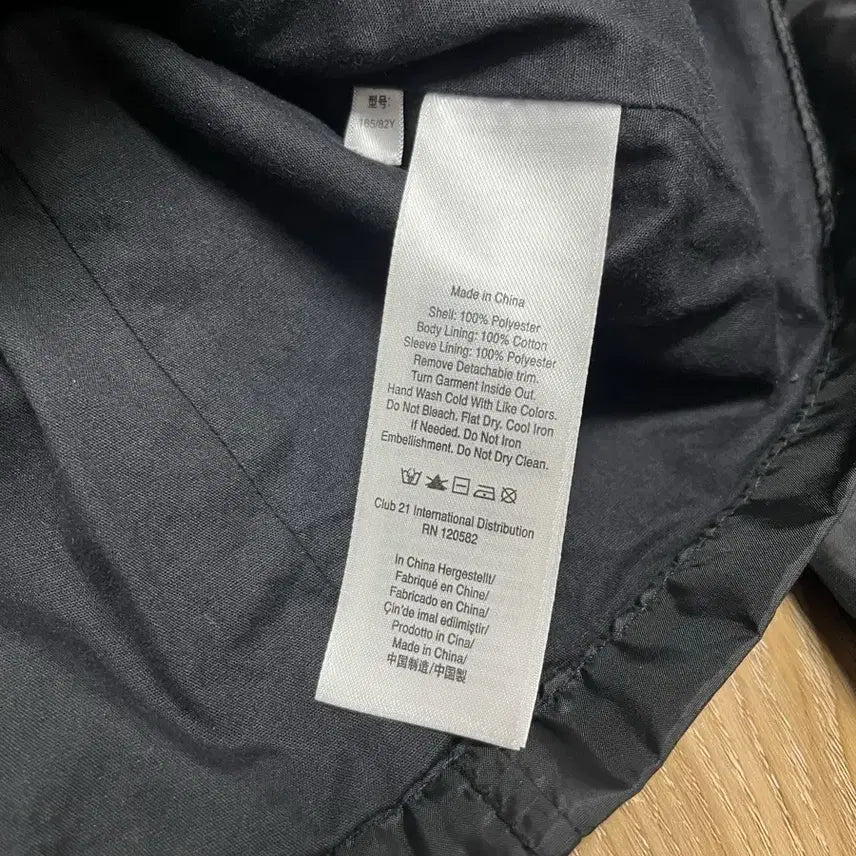 型号:
165/82Y
Made in China
Shell: 100% Polyester
Body Lining: 100% Cotton
Sleeve Lining: 100% Polyester
Remove Detachable trim.
Turn Garment Inside Out.
Hand Wash Cold With Like Colors.
Do Not Bleach. Flat Dry. Cool Iron
if Needed. Do Not Iron
Embellishment. Do Not Dry Clean.
Club 21 International Distribution
RN 120582
In China Hergestellt/
Fabriqué en Chine/
Fabricado en China/
Çin'de imal edilmiştir/
Prodotto in Cina/
Made in China/
中国制造/中国製